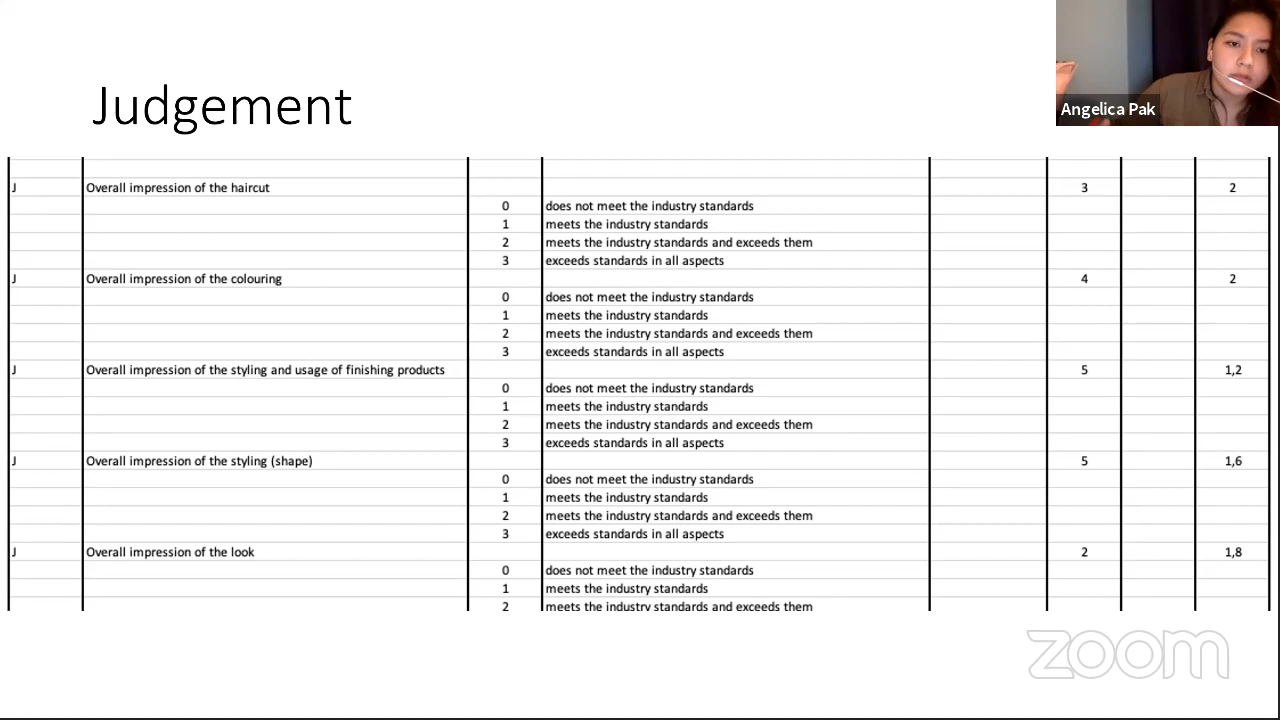 Judgement
Angelica Pak
J Overall impression of the haircut 3 2
0 does not meet the industry standards
1 meets the industry standards
2 meets the industry standards and exceeds them
3 exceeds standards in all aspects
J Overall impression of the colouring 4 2
0 does not meet the industry standards
1 meets the industry standards
2 meets the industry standards and exceeds them
3 exceeds standards in all aspects
J Overall impression of the styling and usage of finishing products 5 1,2
0 does not meet the industry standards
1 meets the industry standards
2 meets the industry standards and exceeds them
3 exceeds standards in all aspects
J Overall impression of the styling (shape) 5 1,6
0 does not meet the industry standards
1 meets the industry standards
2 meets the industry standards and exceeds them
3 exceeds standards in all aspects
J Overall impression of the look 2 1,8
0 does not meet the industry standards
1 meets the industry standards
2 meets the industry standards and exceeds them
zoom